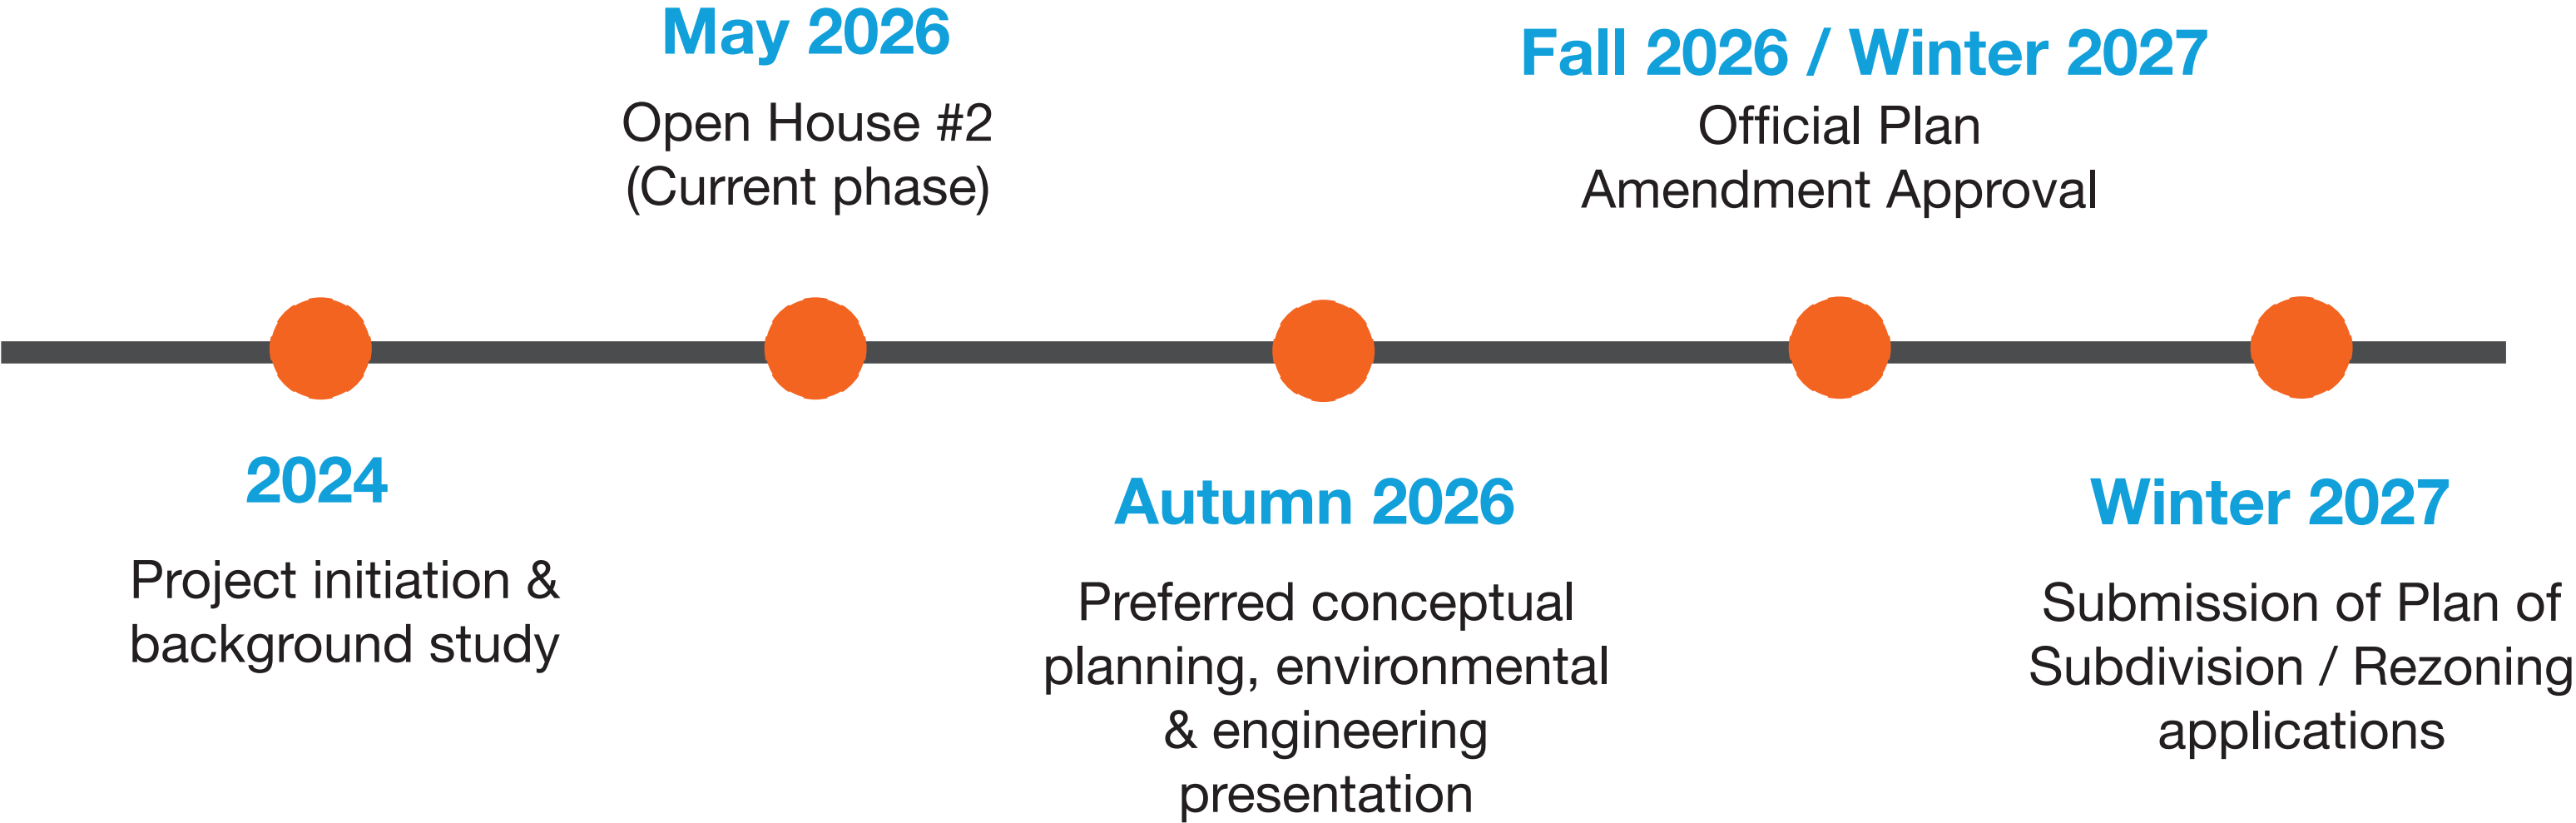 2024
Project initiation &
background study
May 2026
Open House #2
(Current phase)
Autumn 2026
Preferred conceptual
planning, environmental
& engineering
presentation
Fall 2026 / Winter 2027
Official Plan
Amendment Approval
Winter 2027
Submission of Plan of
Subdivision / Rezoning
applications